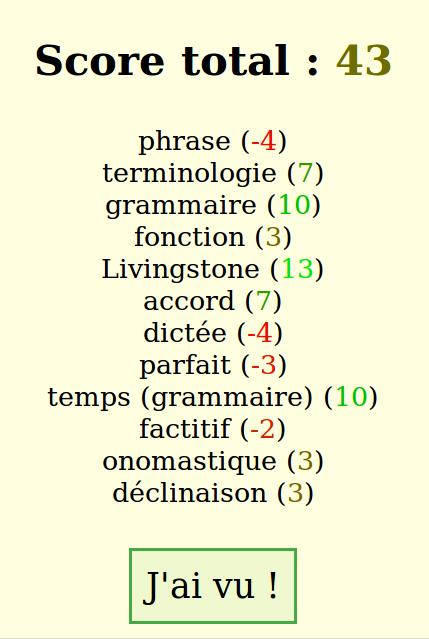 Score total : 43
phrase (-4)
terminologie (7)
grammaire (10)
fonction (3)
Livingstone (13)
accord (7)
dictée (-4)
parfait (-3)
temps (grammaire) (10)
factitif (-2)
onomastique (3)
déclinaison (3)
J'ai vu !